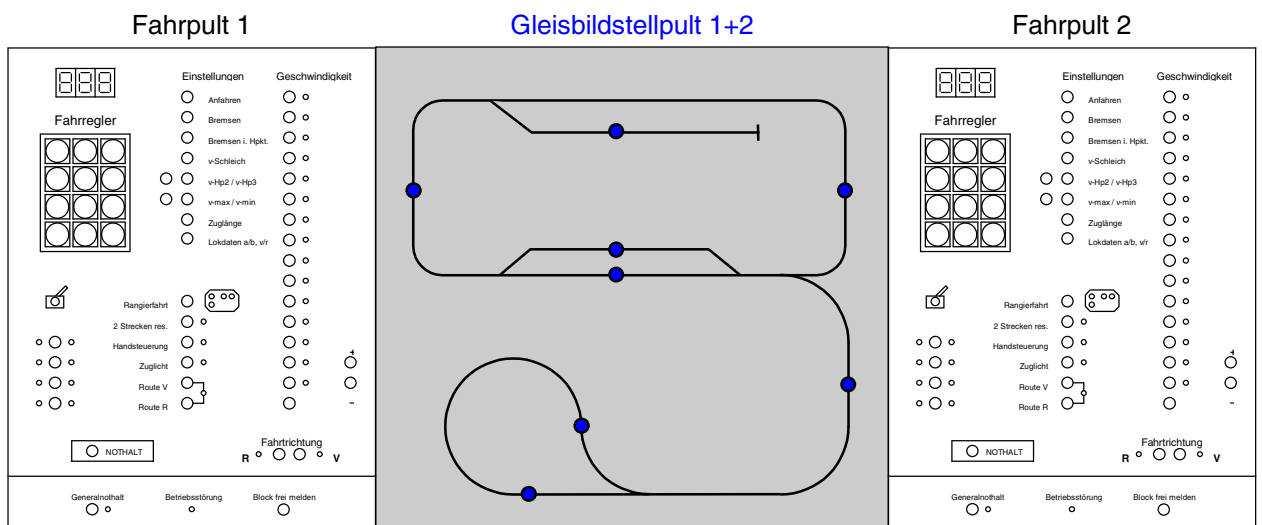 Fahrpult 1
Gleisbildstellpult 1+2
Fahrpult 2
Einstellungen
Geschwindigkeit
Anfahren
Fahrregler
Bremsen
Bremsen i. Hpkt.
v-Schleich
v-Hp2 / v-Hp3
v-max / v-min
Zuglänge
Lokdaten a/b, v/r
Rangierfahrt
2 Strecken res.
Handsteuerung
+
Zuglicht
Route V
Route R
-
NOTHALT
Fahrtrichtung
R
V
Generalnothalt
Betriebsstörung
Block frei melden
Einstellungen
Geschwindigkeit
Anfahren
Fahrregler
Bremsen
Bremsen i. Hpkt.
v-Schleich
v-Hp2 / v-Hp3
v-max / v-min
Zuglänge
Lokdaten a/b, v/r
Rangierfahrt
2 Strecken res.
Handsteuerung
+
Zuglicht
Route V
Route R
-
NOTHALT
Fahrtrichtung
R
V
Generalnothalt
Betriebsstörung
Block frei melden